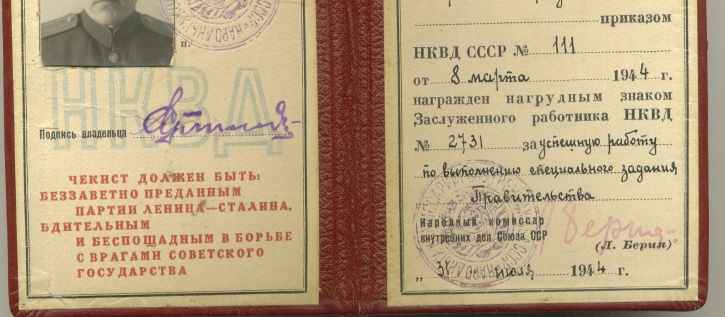 НКВД
Подпись владельца
ЧЕКИСТ ДОЛЖЕН БЫТЬ:
БЕЗЗАВЕТНО ПРЕДАННЫМ
ПАРТИИ ЛЕНИНА—СТАЛИНА,
БДИТЕЛЬНЫМ
И БЕСПОЩАДНЫМ В БОРЬБЕ
С ВРАГАМИ СОВЕТСКОГО
ГОСУДАРСТВА
приказом
НКВД СССР № 111
от 8 марта 1944 г.
награжден нагрудным знаком
Заслуженного работника НКВД
№ 2731 за успешную работу
по выполнению специального задания
Правительства
Народный комиссар
внутренних дел Союза ССР
(Л. Берия)
июля 1944 г.